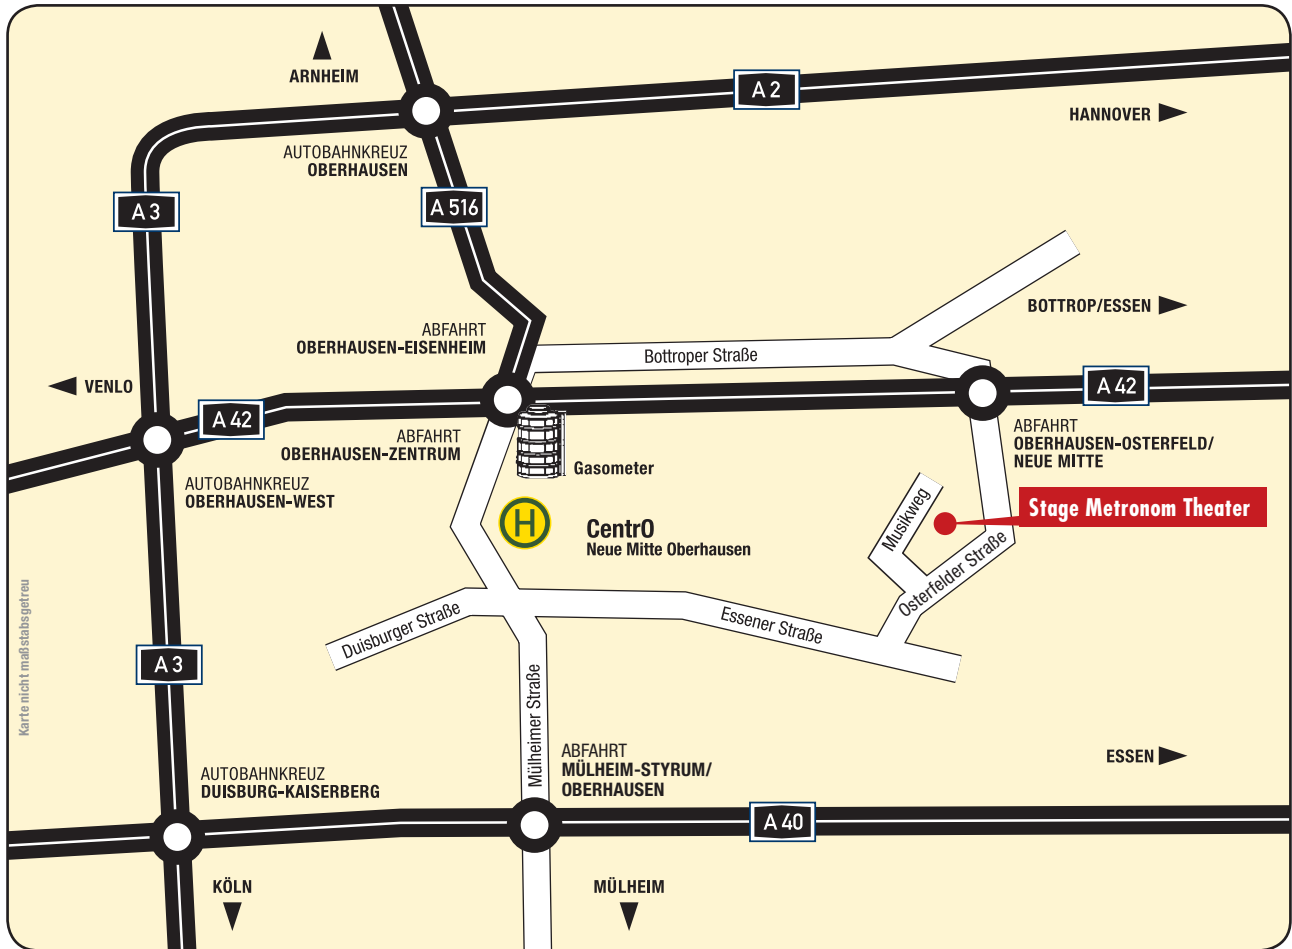 ARNHEIM
A 2
HANNOVER
AUTOBAHNKREUZ
OBERHAUSEN
A 3
A 516
BOTTROP/ESSEN
ABFAHRT
OBERHAUSEN-EISENHEIM
Bottroper Straße
VENLO
A 42
A 42
ABFAHRT
OBERHAUSEN-ZENTRUM
Gasometer
ABFAHRT
OBERHAUSEN-OSTERFELD/
NEUE MITTE
AUTOBAHNKREUZ
OBERHAUSEN-WEST
H
CentrO
Neue Mitte Oberhausen
Musikweg
Stage Metronom Theater
Osterfelder Straße
Duisburger Straße
Essener Straße
Karte nicht maßstabsgetreu
A 3
Mülheimer Straße
ABFAHRT
MÜLHEIM-STYRUM/
OBERHAUSEN
ESSEN
AUTOBAHNKREUZ
DUISBURG-KAISERBERG
A 40
KÖLN
MÜLHEIM